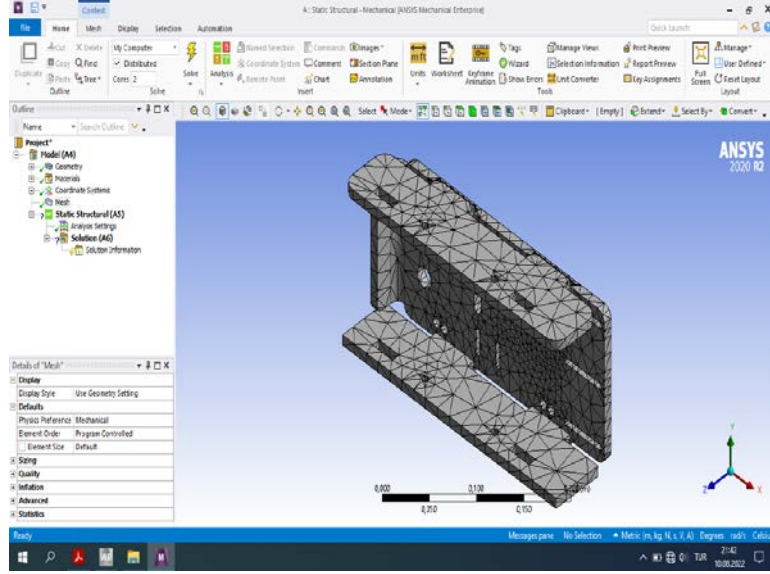 Context
A : Static Structural - Mechanical [ANSYS Mechanical Enterprise]
File Home Mesh Display Selection Automation
Quick Launch
Duplicate
Cut
Copy
Paste
Delete
Find
Tree
Outline
My Computer
Distributed
Cores 2
Solve
Solve
Analysis
Named Selection
Coordinate System
Remote Point
Commands
Comment
Chart
Images
Section Plane
Annotation
Insert
Units
Worksheet
Keyframe Animation
Tags
Wizard
Show Errors
Manage Views
Selection Information
Unit Converter
Print Preview
Report Preview
Key Assignments
Tools
Full Screen
Manage
User Defined
Reset Layout
Layout
Outline
Name
Search Outline
Select Mode
Clipboard
[Empty]
Extend
Select By
Convert
Project*
Model (A4)
Geometry
Materials
Coordinate Systems
Mesh
Static Structural (A5)
Analysis Settings
Solution (A6)
Solution Information
ANSYS
2020 R2
Details of "Mesh"
Display
Display Style Use Geometry Setting
Defaults
Physics Preference Mechanical
Element Order Program Controlled
Element Size Default
Sizing
Quality
Inflation
Advanced
Statistics
0,000
0,100
0,150
Y
Z
X
Ready
Messages pane No Selection Metric (m, kg, N, s, V, A) Degrees rad/s Celsiu
TUR
21:42
10.08.2022